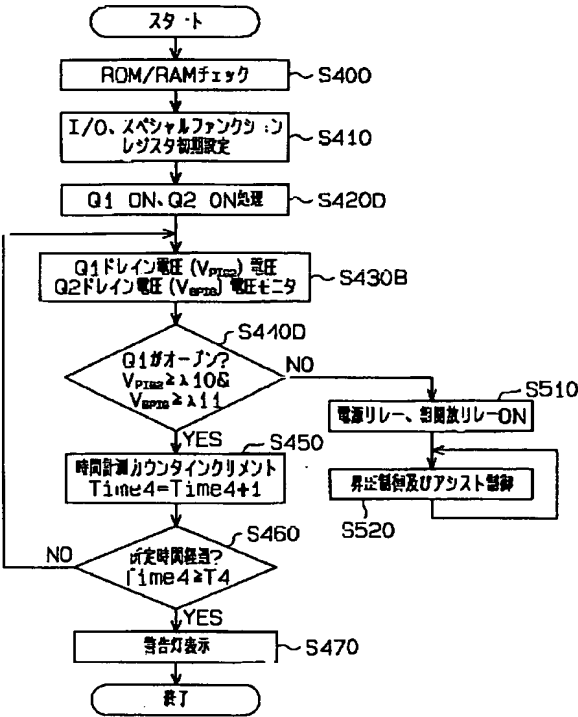 スタート
ROM/RAMチェック
S400
I/O、スペシャルファンクション
レジスタ初期設定
S410
Q1 ON、Q2 ON処理
S420D
Q1ドレイン電圧(VPIG2)電圧
Q2ドレイン電圧(VBPIG)電圧モニタ
S430B
S440D
Q1がオープン?
VPIG2≧λ10&
VBPIG≧λ11
NO
YES
S510
電源リレー、相開放リレーON
S450
時間計測カウンタインクリメント
Time4=Time4+1
昇圧制御及びアシスト制御
S520
S460
所定時間経過?
Time4≧T4
NO
YES
警告灯表示
S470
終了